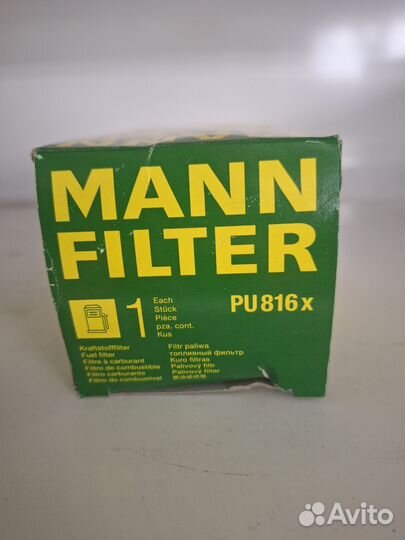 MANN
FILTER
1
Each
Stück
Pièce
pza. cont.
Kus
PU 816 x
Kraftstofffilter
Fuel filter
Filtre à carburant
Filtro de combustible
Filtro carburante
Filtro do combustível
Filtr paliwa
топливный фильтр
Kuro filtras
Palivový filtr
Palivový filter
Avito